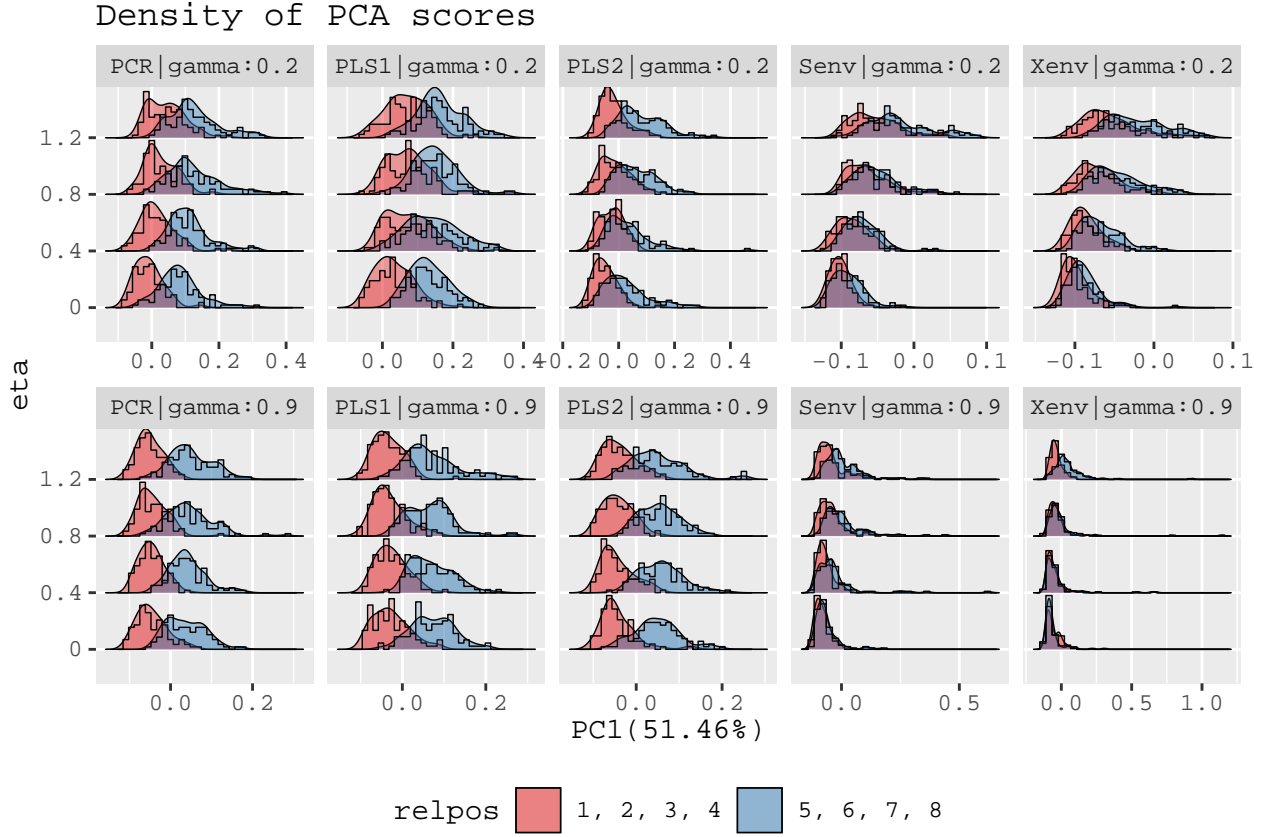 Density of PCA scores
PCR|gamma:0.2 PLS1|gamma:0.2 PLS2|gamma:0.2 Senv|gamma:0.2 Xenv|gamma:0.2
1.2
0.8
0.4
0
0.0 0.2 0.4 0.0 0.2 0.4 −0.2 0.0 0.2 0.4 −0.1 0.0 0.1 −0.1 0.0 0.1
eta
PCR|gamma:0.9 PLS1|gamma:0.9 PLS2|gamma:0.9 Senv|gamma:0.9 Xenv|gamma:0.9
1.2
0.8
0.4
0
0.0 0.2 0.0 0.2 0.0 0.2 0.0 0.5 0.0 0.5 1.0
PC1(51.46%)
relpos 1, 2, 3, 4 5, 6, 7, 8